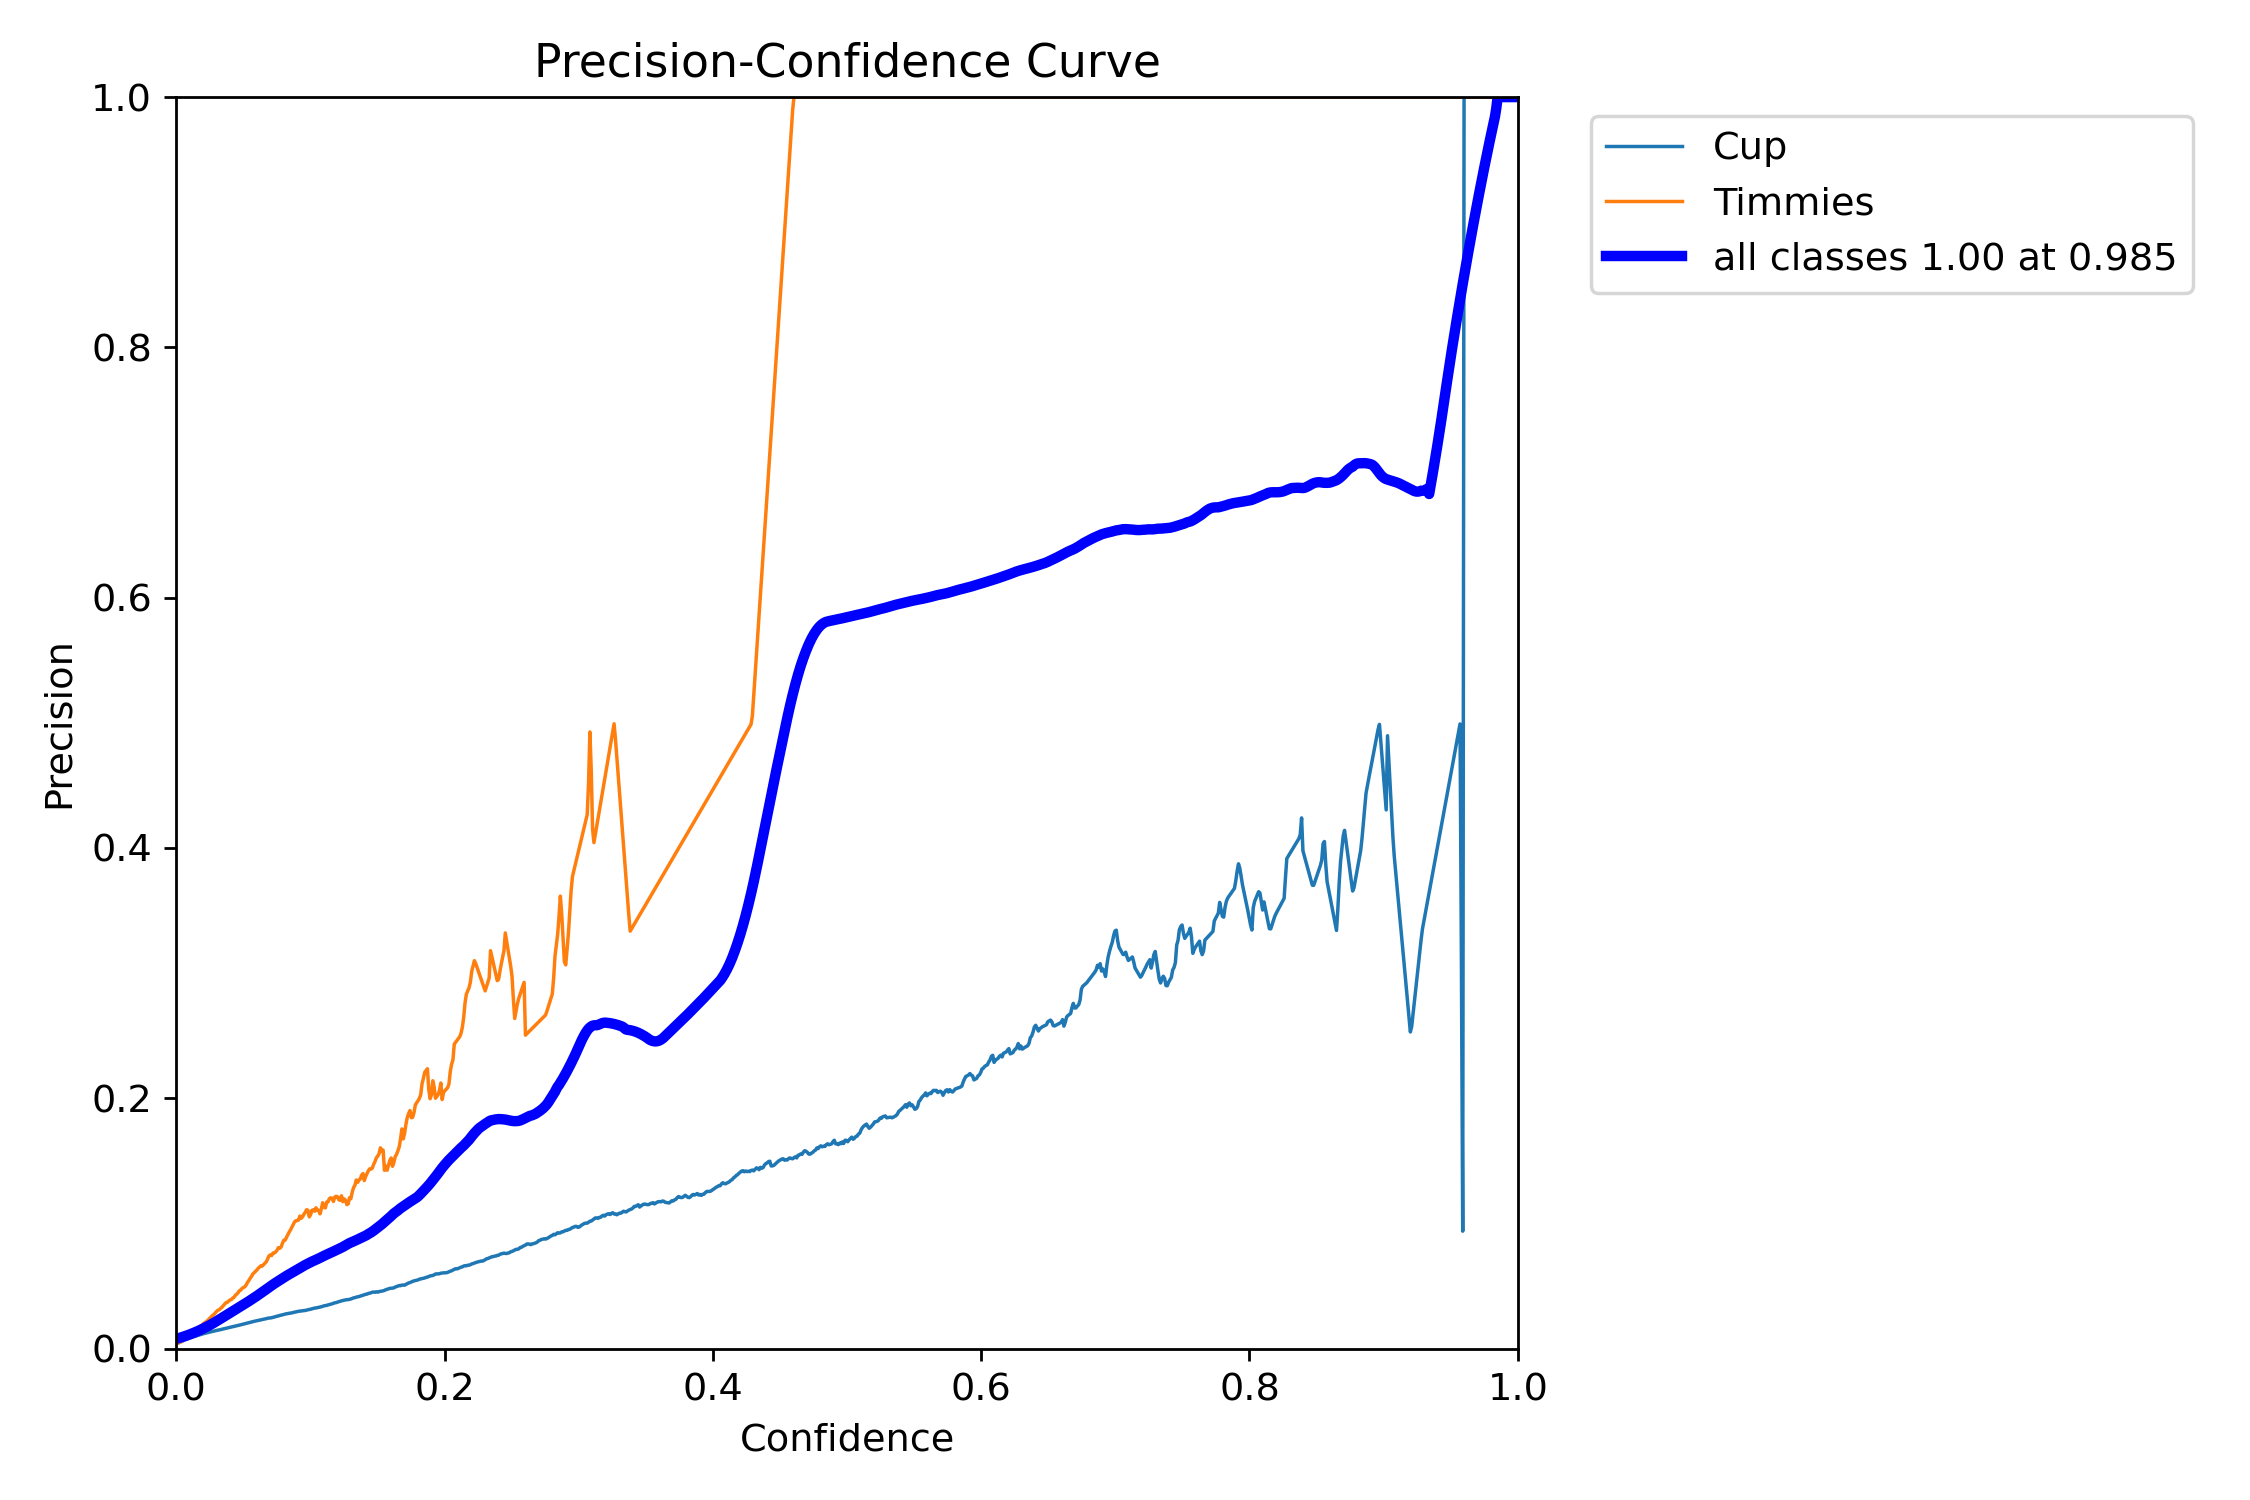 Precision-Confidence Curve
1.0
0.8
0.6
0.4
0.2
0.0
Precision
0.0 0.2 0.4 0.6 0.8 1.0
Confidence
Cup
Timmies
all classes 1.00 at 0.985